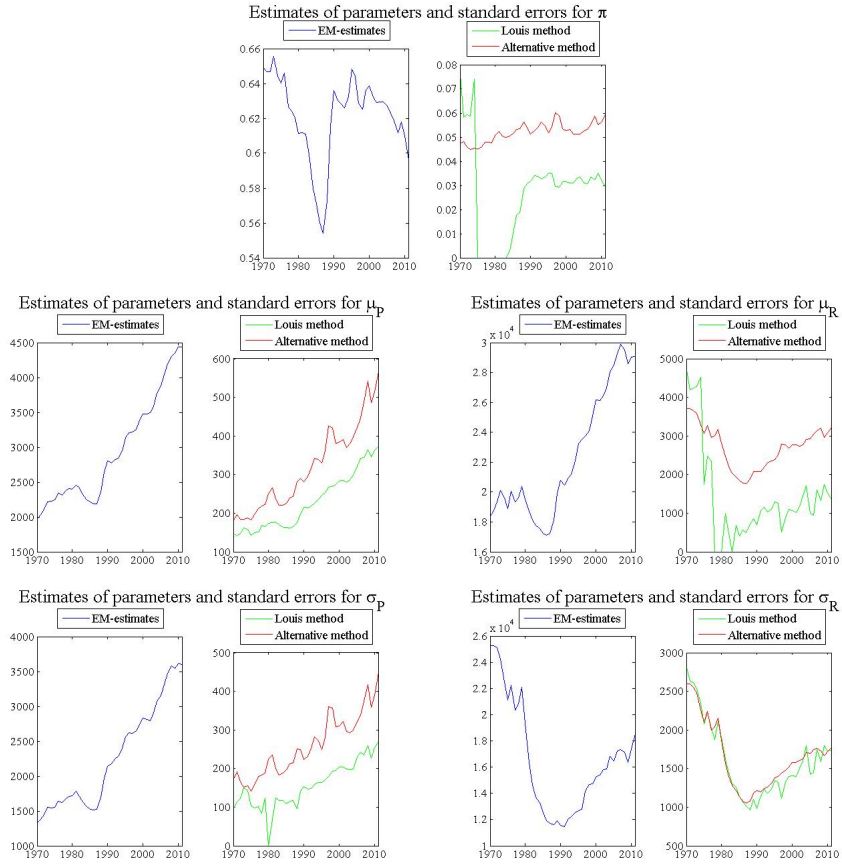 Estimates of parameters and standard errors for π
EM-estimates
Louis method
Alternative method
0.66
0.64
0.62
0.6
0.58
0.56
0.54
1970 1980 1990 2000 2010
0.08
0.07
0.06
0.05
0.04
0.03
0.02
0.01
0
1970 1980 1990 2000 2010
Estimates of parameters and standard errors for μP
EM-estimates
Louis method
Alternative method
4500
4000
3500
3000
2500
2000
1500
1970 1980 1990 2000 2010
600
500
400
300
200
100
1970 1980 1990 2000 2010
Estimates of parameters and standard errors for μR
EM-estimates
Louis method
Alternative method
x 10^4
3
2.8
2.6
2.4
2.2
2
1.8
1.6
1970 1980 1990 2000 2010
5000
4000
3000
2000
1000
0
1970 1980 1990 2000 2010
Estimates of parameters and standard errors for σP
EM-estimates
Louis method
Alternative method
4000
3500
3000
2500
2000
1500
1000
1970 1980 1990 2000 2010
500
400
300
200
100
0
1970 1980 1990 2000 2010
Estimates of parameters and standard errors for σR
EM-estimates
Louis method
Alternative method
x 10^4
2.6
2.4
2.2
2
1.8
1.6
1.4
1.2
1
1970 1980 1990 2000 2010
3000
2500
2000
1500
1000
500
1970 1980 1990 2000 2010